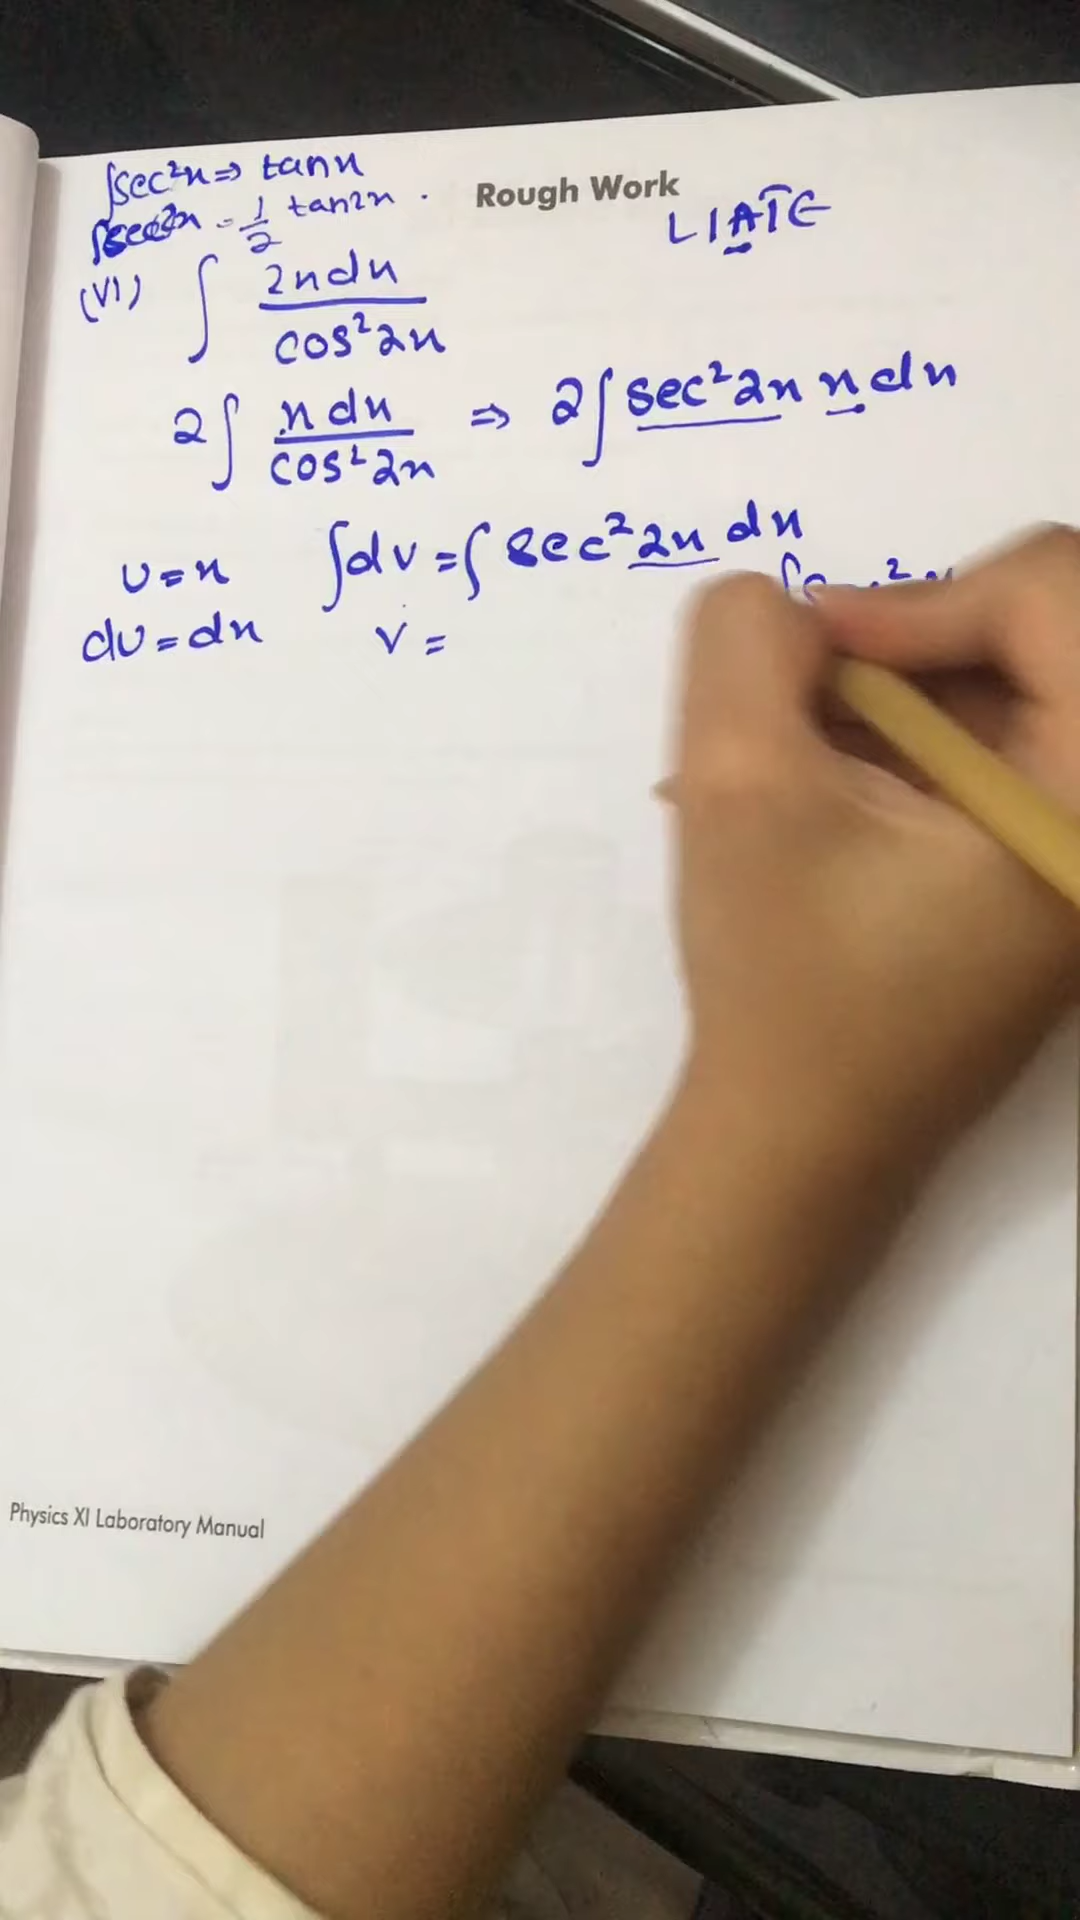 ∫sec²x ⇒ tanx
∫sec²2x = 1/2 tan2x .
Rough Work
LIATE
(VI) ∫ 2xdx / cos²2x
2∫ xdx / cos²2x ⇒ 2∫ sec²2x x dx
u=x ∫dv=∫ sec²2x dx
du=dx v =
Physics XI Laboratory Manual